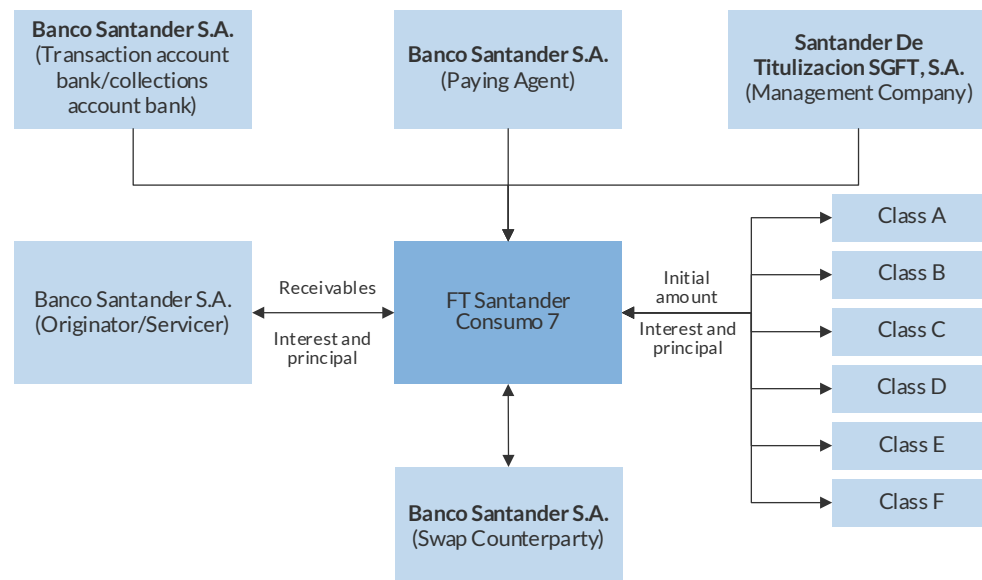 Banco Santander S.A.
(Transaction account
bank/collections
account bank)
Banco Santander S.A.
(Paying Agent)
Santander De
Titulizacion SGFT, S.A.
(Management Company)
Banco Santander S.A.
(Originator/Servicer)
Receivables
Interest and
principal
FT Santander
Consumo 7
Initial
amount
Interest and
principal
Class A
Class B
Class C
Class D
Class E
Class F
Banco Santander S.A.
(Swap Counterparty)